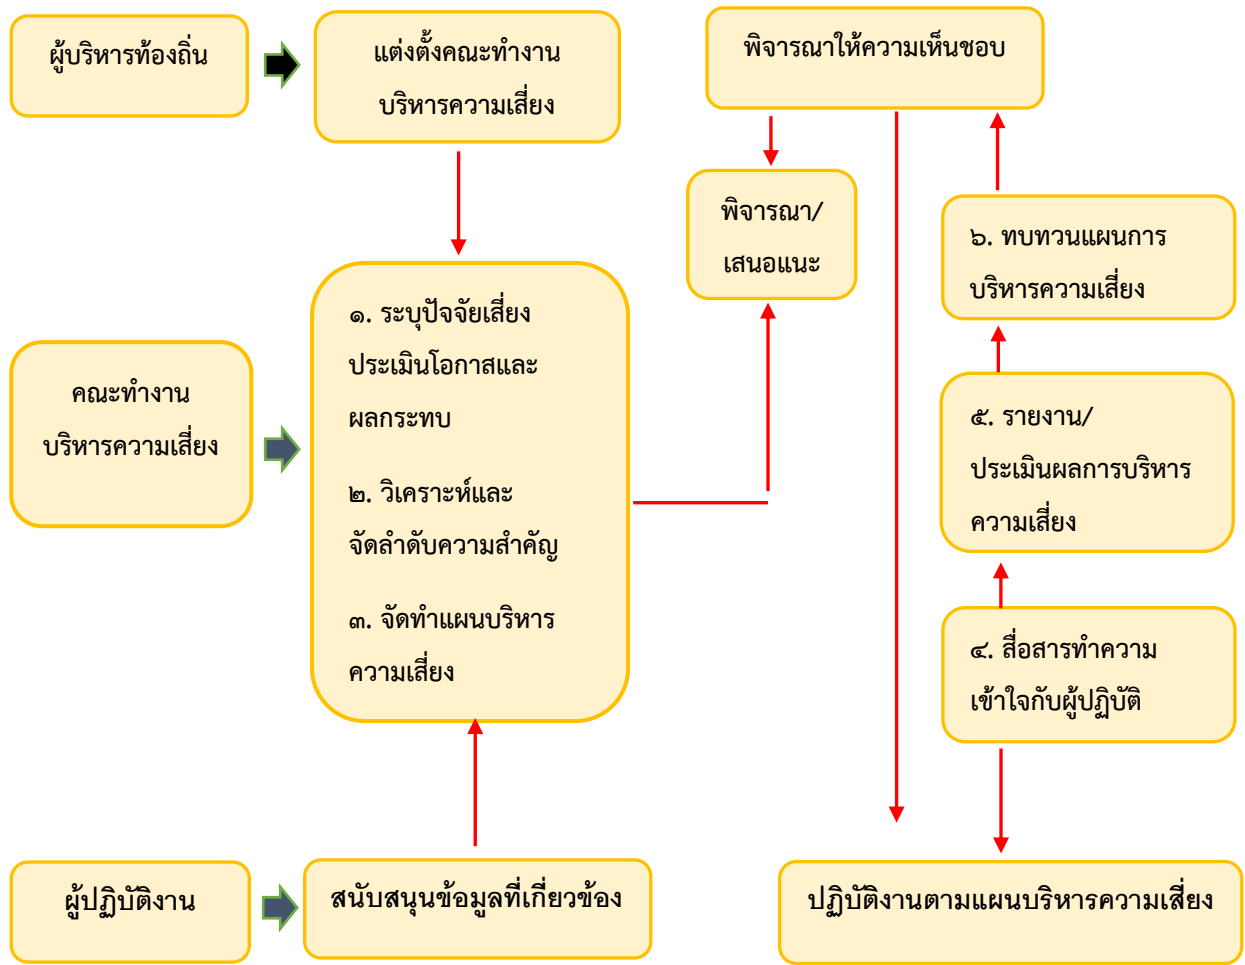 ผู้บริหารท้องถิ่น
แต่งตั้งคณะทำงาน
บริหารความเสี่ยง
พิจารณาให้ความเห็นชอบ
พิจารณา/
เสนอแนะ
๖. ทบทวนแผนการ
บริหารความเสี่ยง
คณะทำงาน
บริหารความเสี่ยง
๑. ระบุปัจจัยเสี่ยง
ประเมินโอกาสและ
ผลกระทบ
๒. วิเคราะห์และ
จัดลำดับความสำคัญ
๓. จัดทำแผนบริหาร
ความเสี่ยง
๕. รายงาน/
ประเมินผลการบริหาร
ความเสี่ยง
๔. สื่อสารทำความ
เข้าใจกับผู้ปฏิบัติ
ผู้ปฏิบัติงาน
สนับสนุนข้อมูลที่เกี่ยวข้อง
ปฏิบัติงานตามแผนบริหารความเสี่ยง